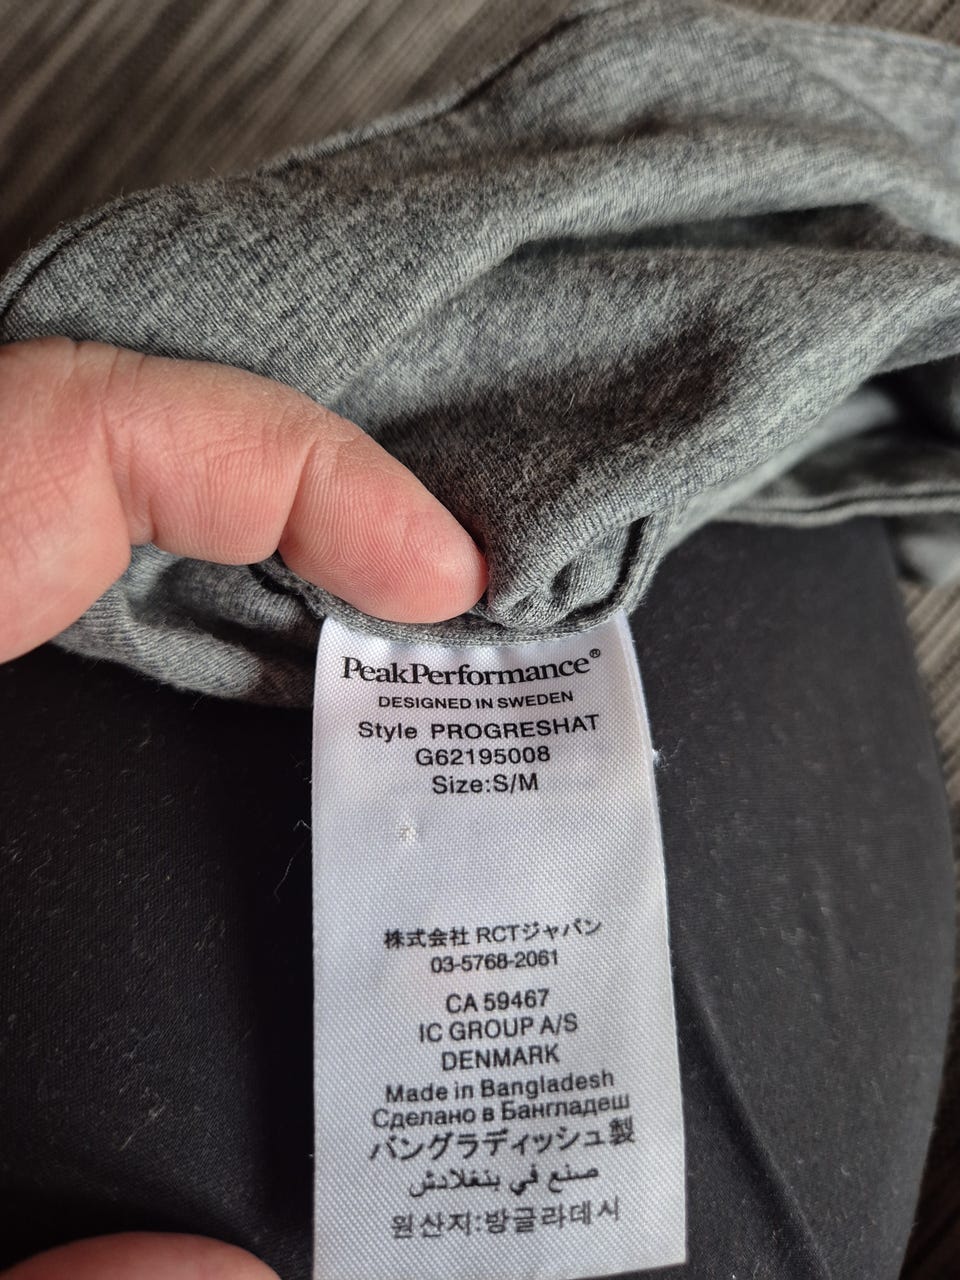 PeakPerformance®
DESIGNED IN SWEDEN
Style PROGRESHAT
G62195008
Size:S/M
株式会社 RCTジャパン
03-5768-2061
CA 59467
IC GROUP A/S
DENMARK
Made in Bangladesh
Сделано в Бангладеш
バングラディッシュ製
صنع في بنغلادش
원산지:방글라데시